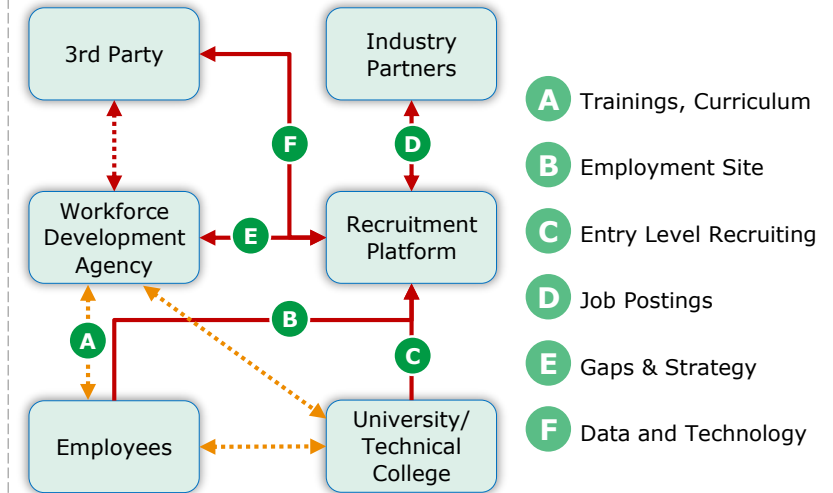 3rd Party
Industry
Partners
F
D
Workforce
Development
Agency
E
Recruitment
Platform
B
A
C
Employees
University/
Technical
College
A Trainings, Curriculum
B Employment Site
C Entry Level Recruiting
D Job Postings
E Gaps & Strategy
F Data and Technology